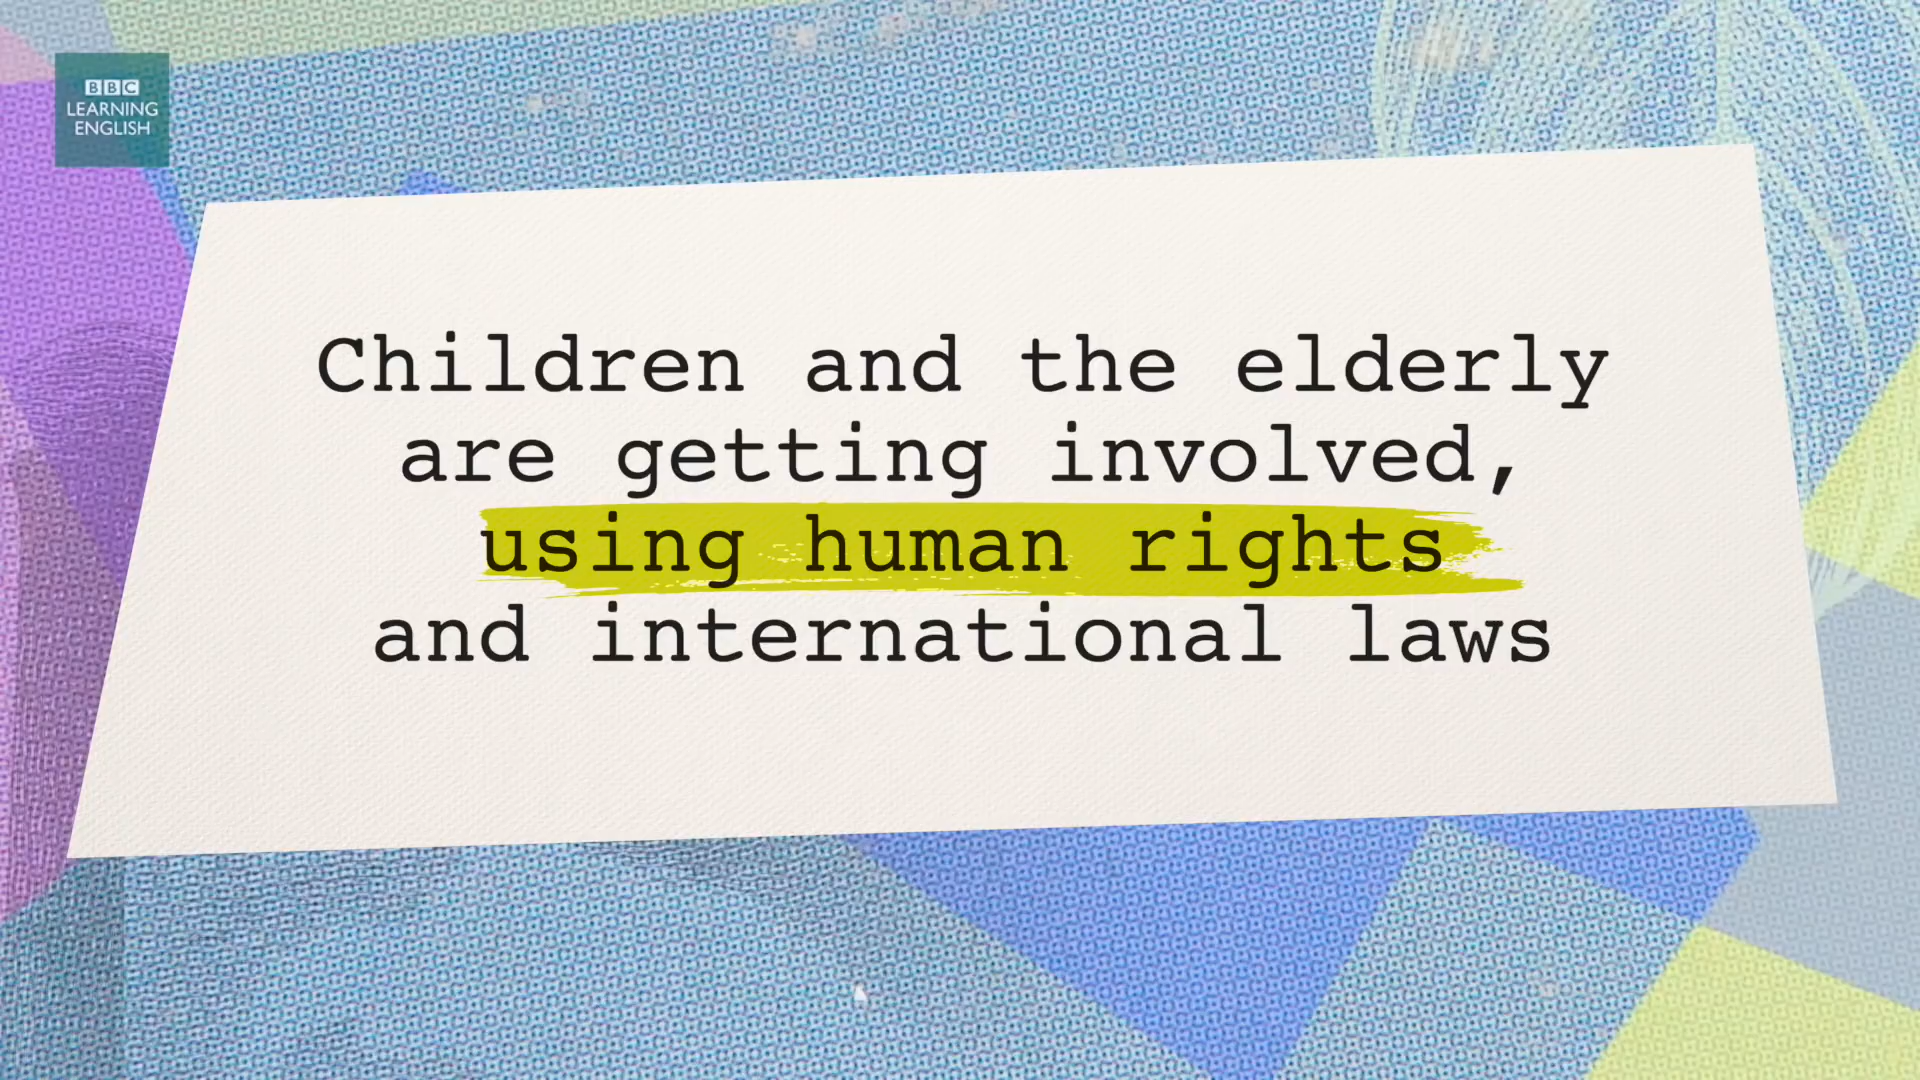 BBC
LEARNING
ENGLISH
Children and the elderly
are getting involved,
using human rights
and international laws